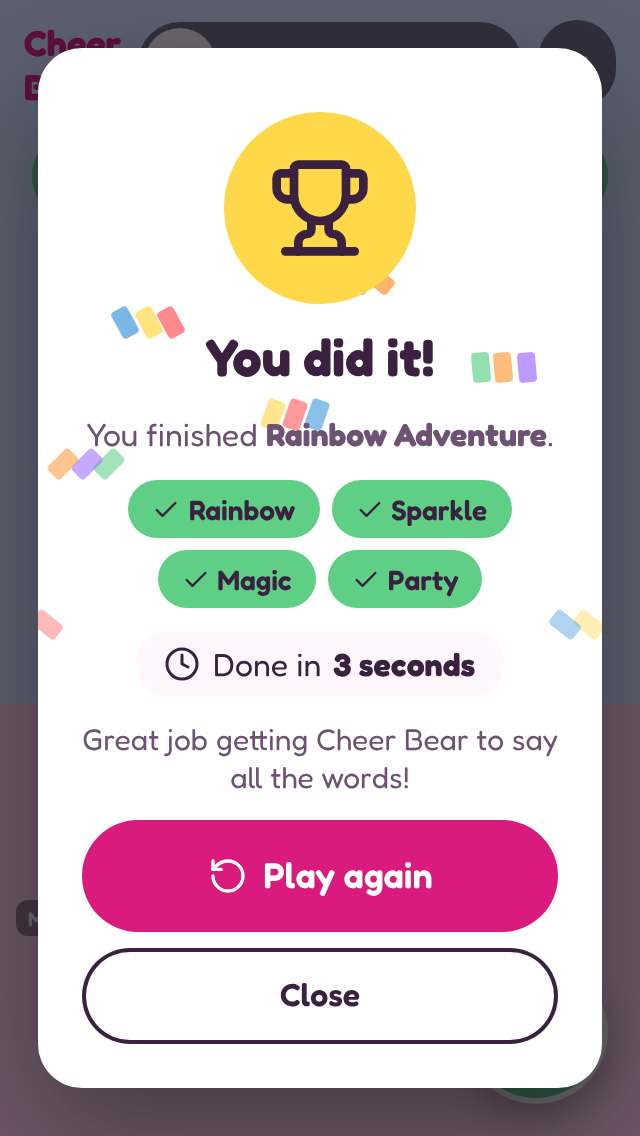 Cheer
You did it!
You finished Rainbow Adventure.
Rainbow
Sparkle
Magic
Party
Done in 3 seconds
Great job getting Cheer Bear to say
all the words!
Play again
Close